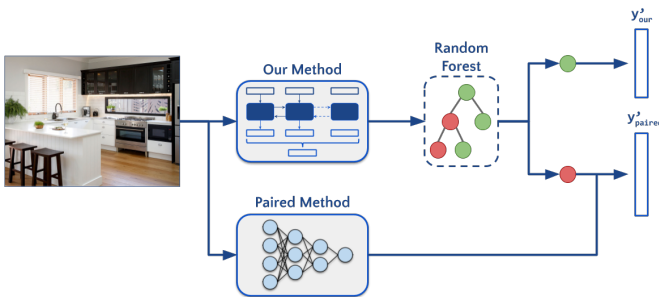 y'our
Random
Forest
Our Method
y'paired
Paired Method